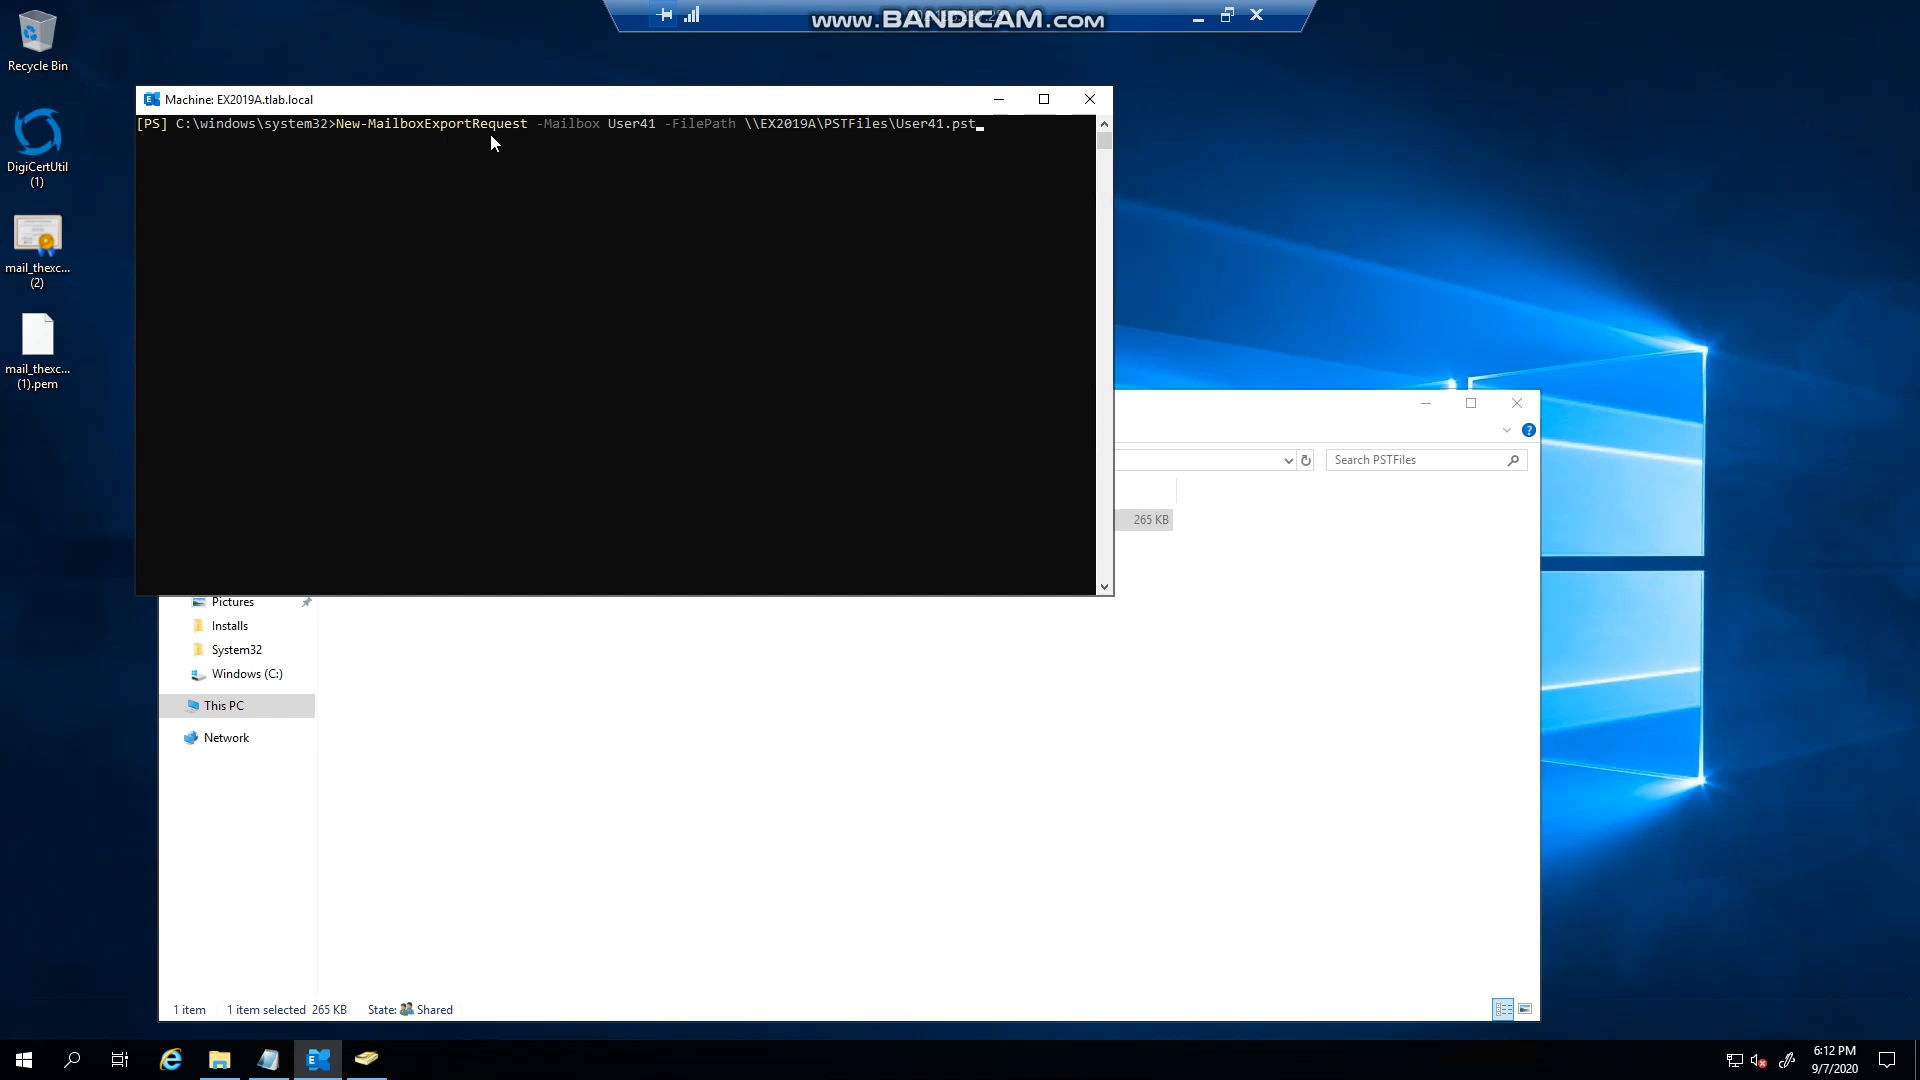 www.BANDICAM.com
Recycle Bin
DigiCertUtil
(1)
mail_thexc...
(2)
mail_thexc...
(1).pem
Machine: EX2019A.tlab.local
[PS] C:\windows\system32>New-MailboxExportRequest -Mailbox User41 -FilePath \\EX2019A\PSTFiles\User41.pst
Search PSTFiles
265 KB
Pictures
Installs
System32
Windows (C:)
This PC
Network
1 item 1 item selected 265 KB State: Shared
6:12 PM
9/7/2020